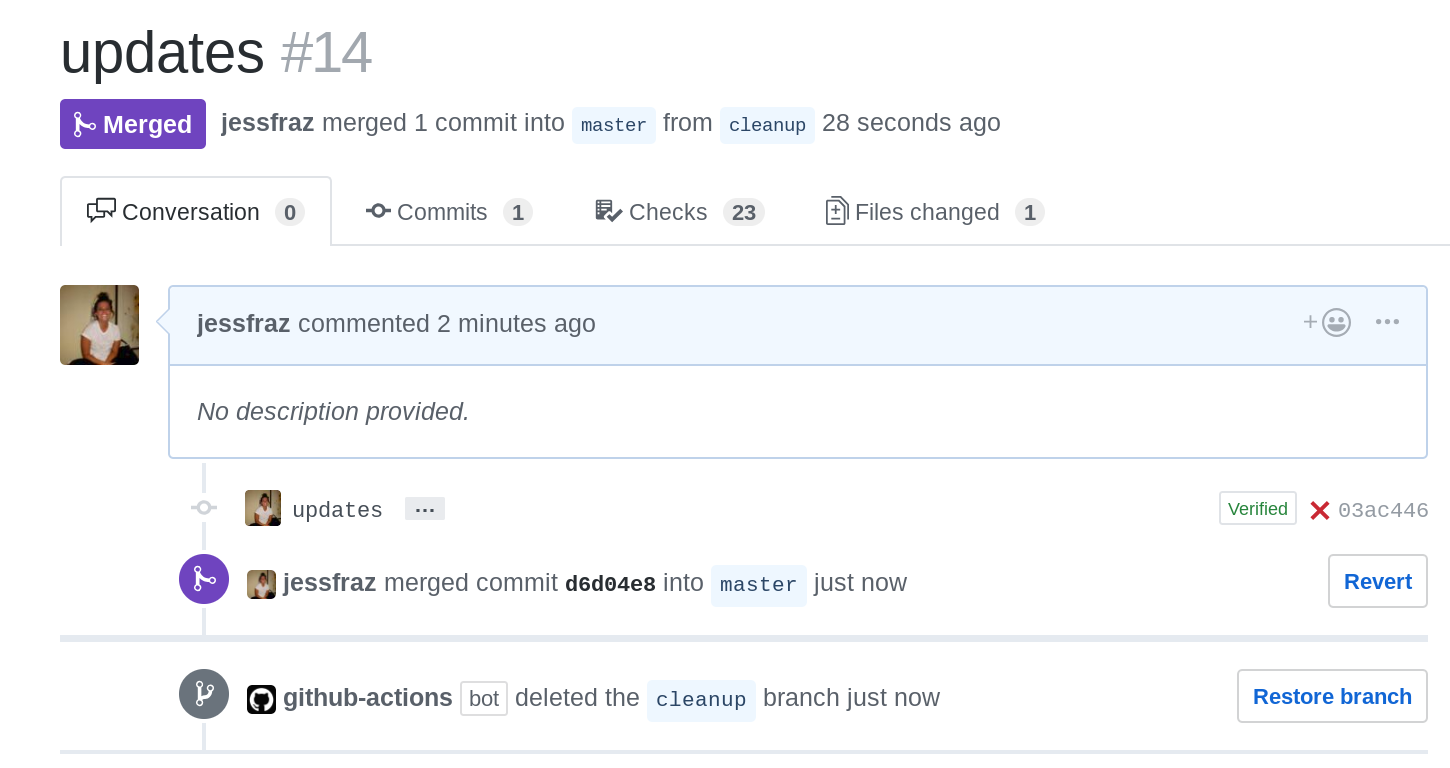 updates #14
Merged jessfraz merged 1 commit into master from cleanup 28 seconds ago
Conversation 0 Commits 1 Checks 23 Files changed 1
jessfraz commented 2 minutes ago
No description provided.
updates ... Verified 03ac446
jessfraz merged commit d6d04e8 into master just now Revert
github-actions bot deleted the cleanup branch just now Restore branch